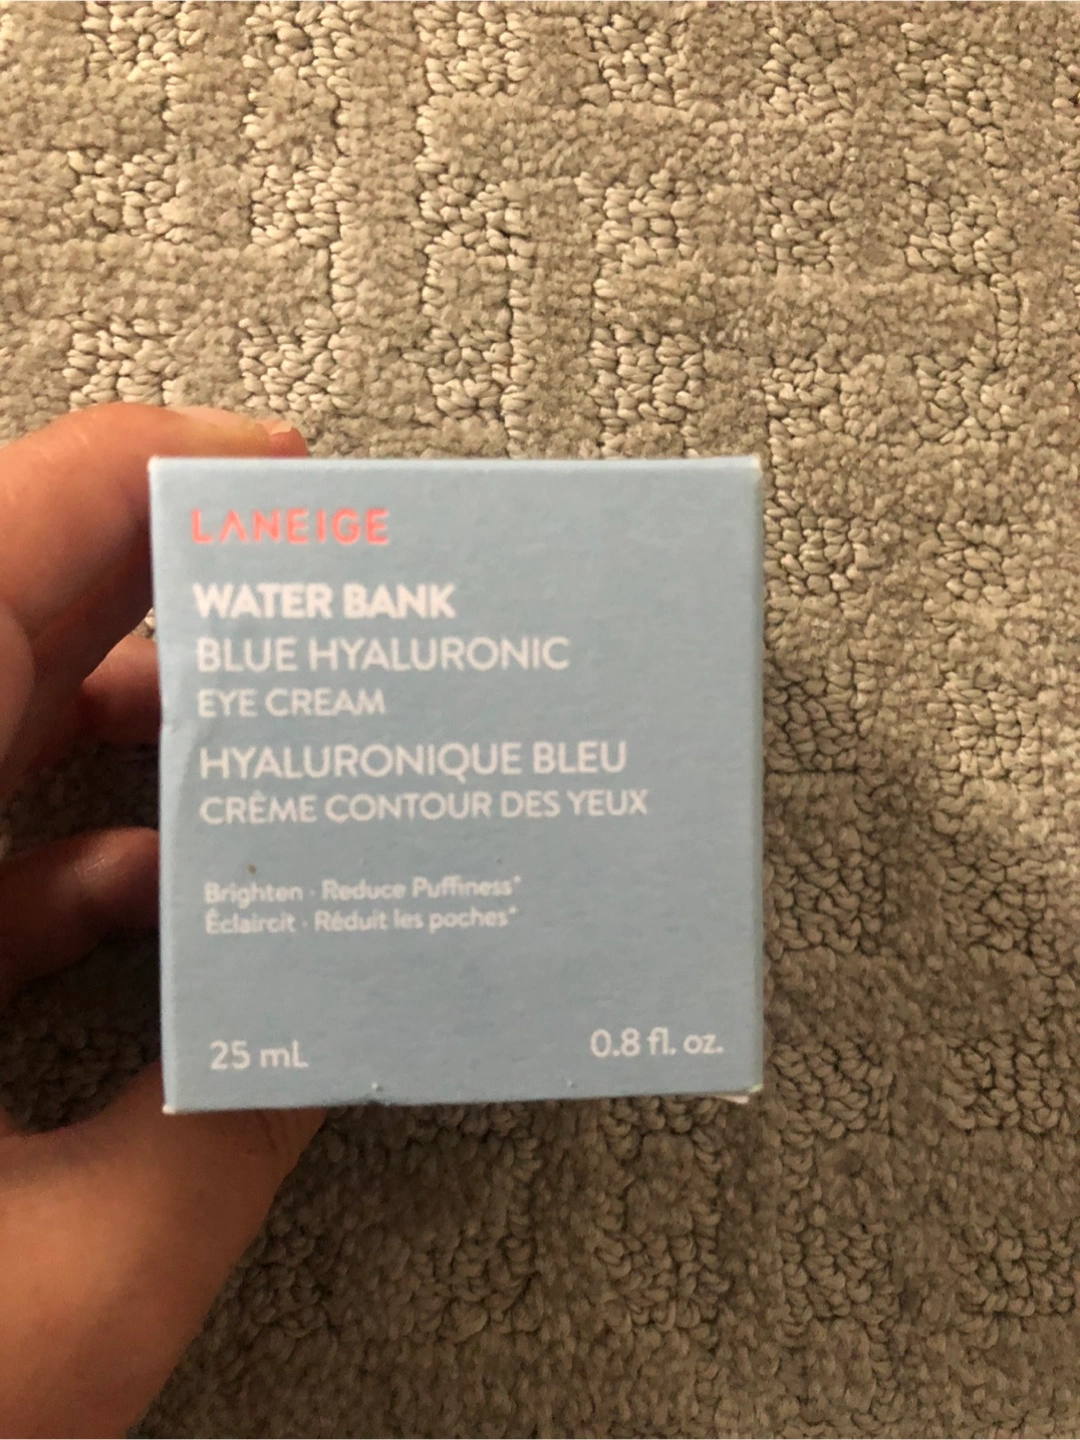 LANEIGE
WATER BANK
BLUE HYALURONIC
EYE CREAM
HYALURONIQUE BLEU
CRÊME CONTOUR DES YEUX
Brighten · Reduce Puffiness*
Éclaircit · Réduit les poches*
25 mL 0.8 fl. oz.